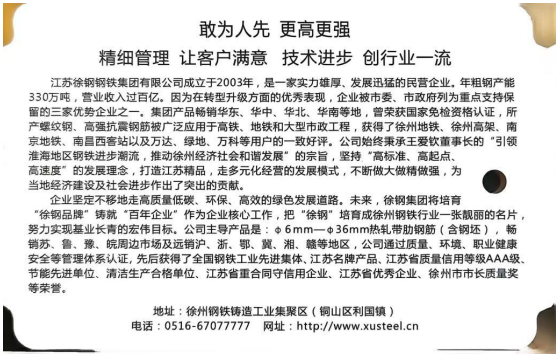 敢为人先 更高更强
精细管理 让客户满意 技术进步 创行业一流
江苏徐钢钢铁集团有限公司成立于2003年，是一家实力雄厚、发展迅猛的民营企业。年粗钢产能
330万吨，营业收入过百亿。因为在转型升级方面的优秀表现，企业被市委、市政府列为重点支持保
留的三家优势企业之一。集团产品畅销华东、华中、华北、华南等地，曾荣获国家免检资格认证，所
产螺纹钢、高强抗震钢筋被广泛应用于高铁、地铁和大型市政工程，获得了徐州地铁、徐州高架、南
京地铁、南昌西客站以及万达、绿地、万科等用户的一致好评。公司始终秉承王爱钦董事长的“引领
淮海地区钢铁进步潮流，推动徐州经济社会和谐发展”的宗旨，坚持“高标准、高起点、
高速度”的发展理念，打造江苏精品，走多元化经营的发展模式，不断做大做精做强，为
当地经济建设及社会进步作出了突出的贡献。
企业坚定不移地走高质量低碳、环保、高效的绿色发展道路。未来，徐钢集团将培育
“徐钢品牌”铸就“百年企业”作为企业核心工作，把“徐钢”培育成徐州钢铁行业一张靓丽的名片，
努力实现基业长青的宏伟目标。公司主导产品是：φ6mm—φ36mm热轧带肋钢筋（含钢坯），畅
销苏、鲁、豫、皖周边市场及远销沪、浙、鄂、冀、湘、赣等地区，公司通过质量、环境、职业健康
安全等管理体系认证，先后获得了全国钢铁工业先进集体、江苏名牌产品、江苏省质量信用等级AAA级、
节能先进单位、清洁生产合格单位、江苏省重合同守信用企业、江苏省优秀企业、徐州市市长质量奖
等荣誉。
地址：徐州钢铁铸造工业集聚区（铜山区利国镇）
电话：0516-67077777 网址：http://www.xusteel.cn